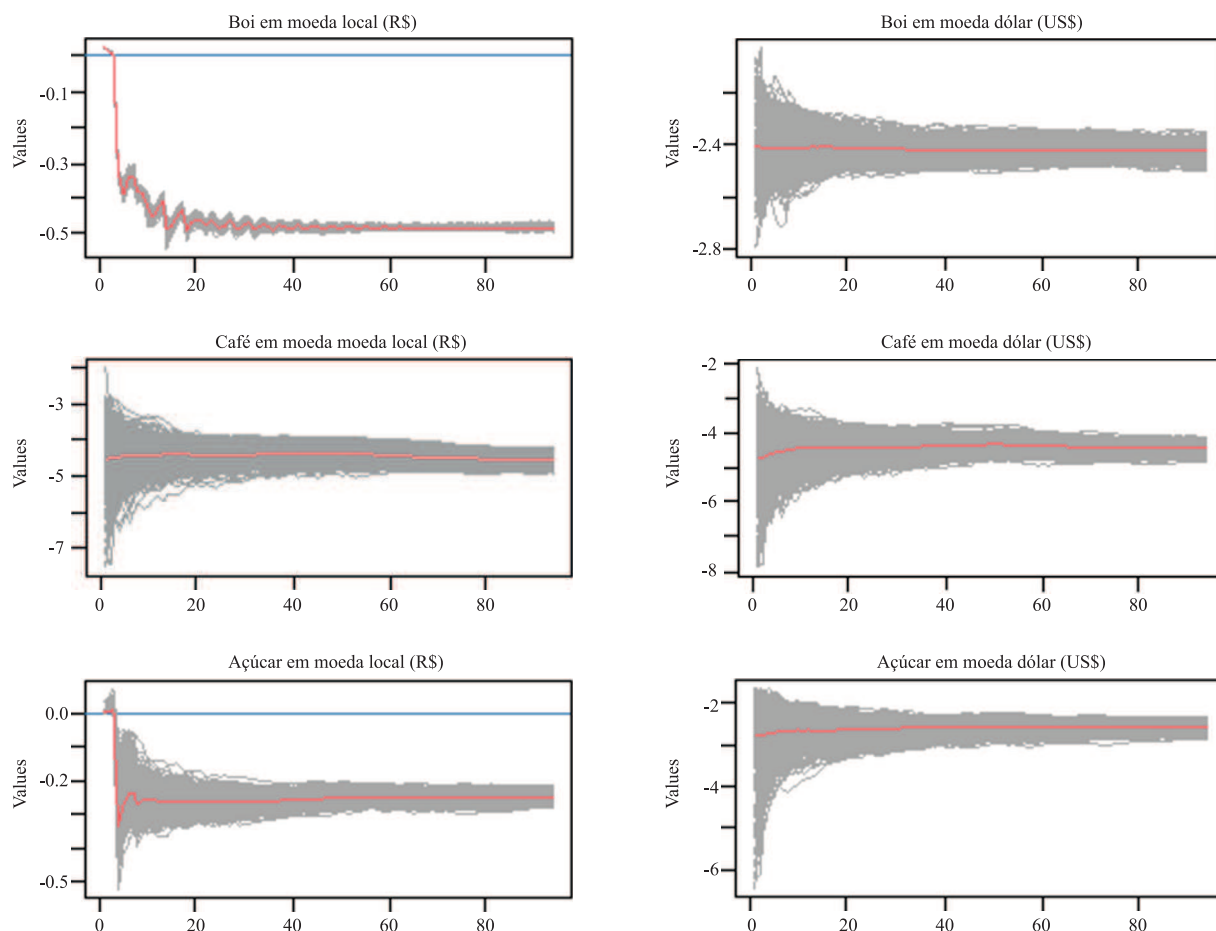 Boi em moeda local (R$)
Values
-0.1
-0.3
-0.5
0 20 40 60 80
Boi em moeda dólar (US$)
Values
-2.4
-2.8
0 20 40 60 80
Café em moeda moeda local (R$)
Values
-3
-5
-7
0 20 40 60 80
Café em moeda dólar (US$)
Values
-2
-4
-6
-8
0 20 40 60 80
Açúcar em moeda local (R$)
Values
0.0
-0.2
-0.5
0 20 40 60 80
Açúcar em moeda dólar (US$)
Values
-2
-4
-6
0 20 40 60 80